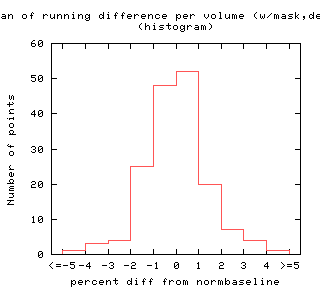 an of running difference per volume (w/mask,de
(histogram)
60
50
40
30
20
10
0
Number of points
<=-5 -4 -3 -2 -1 0 1 2 3 4 >=5
percent diff from normbaseline